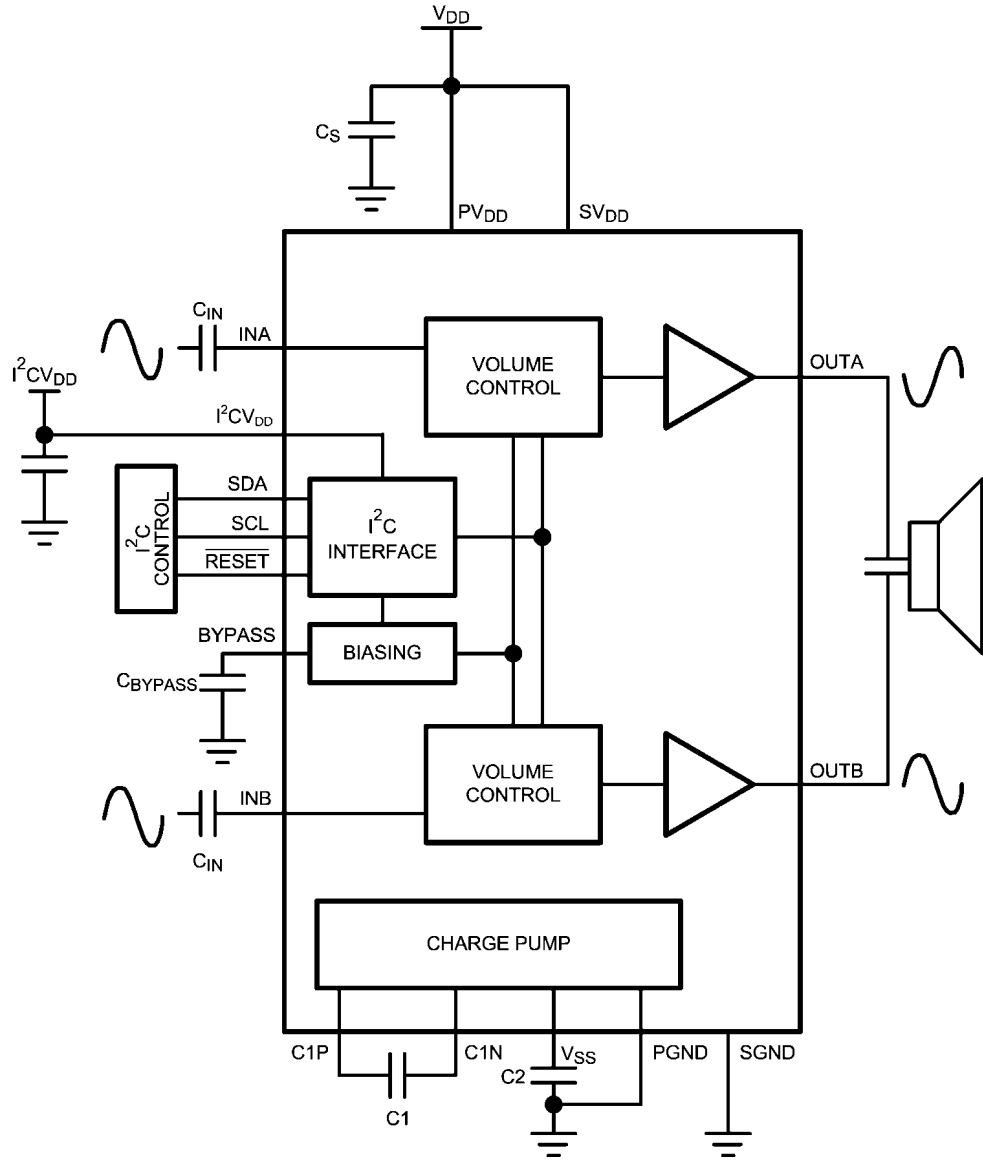 VDD
CS
PVDD
SVDD
CIN
INA
VOLUME
CONTROL
OUTA
I²CVDD
I²CVDD
I²C
CONTROL
SDA
SCL
RESET
I²C
INTERFACE
BYPASS
BIASING
CBYPASS
INB
CIN
VOLUME
CONTROL
OUTB
CHARGE PUMP
C1P
C1N
C1
VSS
C2
PGND
SGND